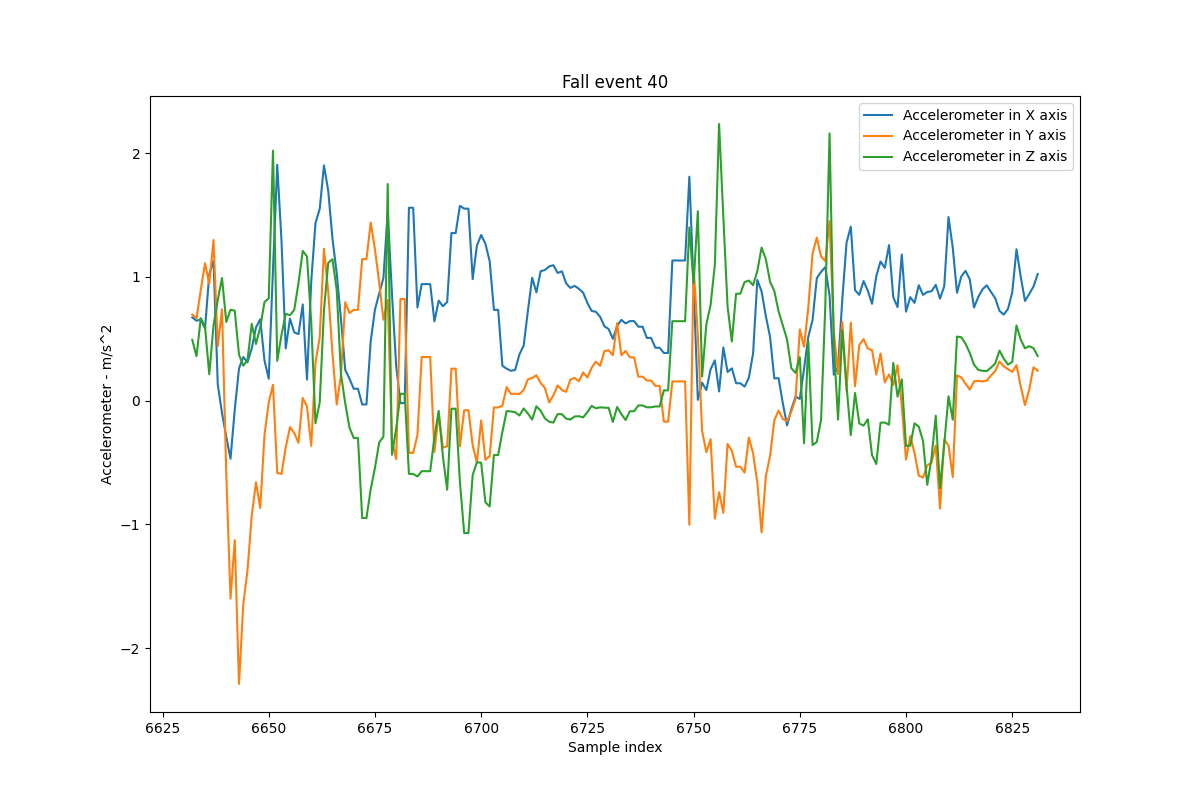 Fall event 40
Accelerometer in X axis
Accelerometer in Y axis
Accelerometer in Z axis
Accelerometer - m/s^2
2
1
0
−1
−2
6625 6650 6675 6700 6725 6750 6775 6800 6825
Sample index